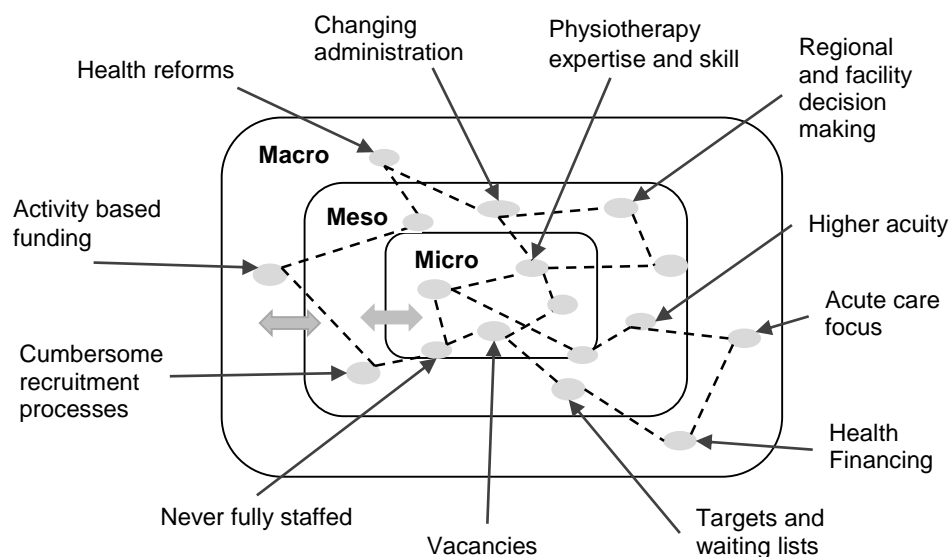 Changing
administration
Physiotherapy
expertise and skill
Regional
and facility
decision
making
Health reforms
Macro
Activity based
funding
Meso
Higher acuity
Micro
Acute care
focus
Cumbersome
recruitment
processes
Health
Financing
Never fully staffed
Vacancies
Targets and
waiting lists